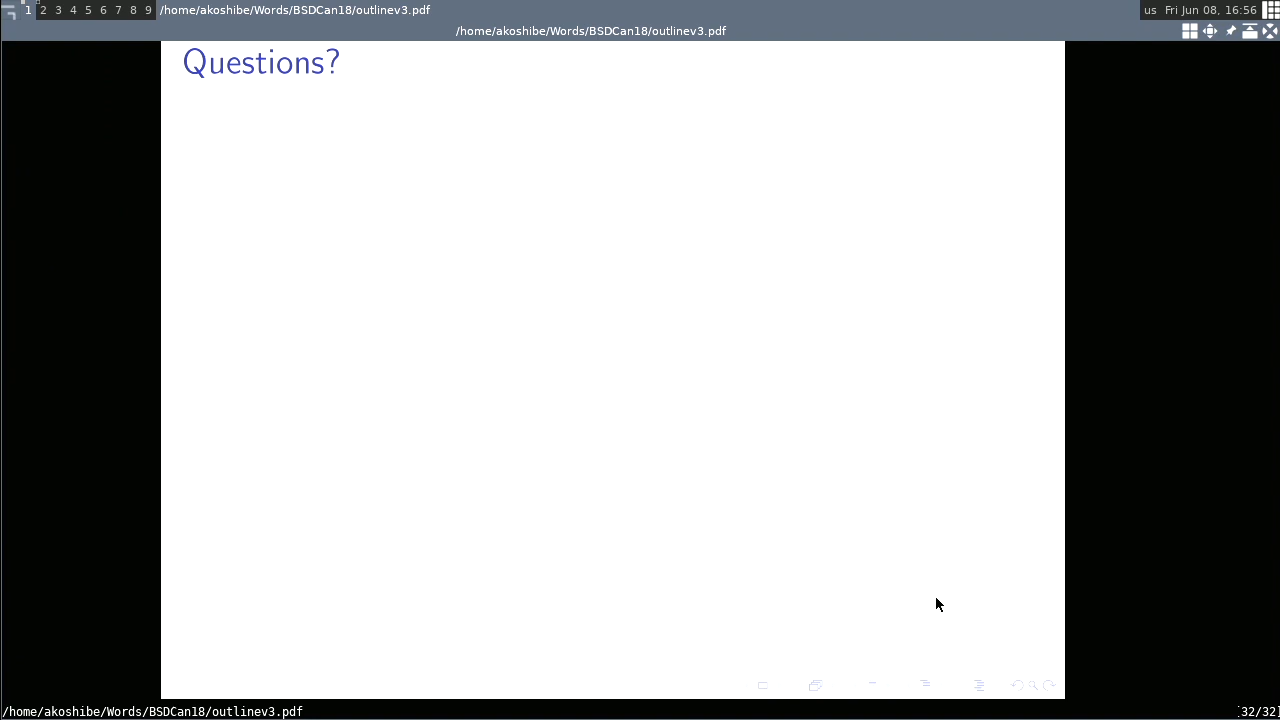 1 2 3 4 5 6 7 8 9 /home/akoshibe/Words/BSDCan18/outlinev3.pdf us Fri Jun 08, 16:56
/home/akoshibe/Words/BSDCan18/outlinev3.pdf
Questions?
/home/akoshibe/Words/BSDCan18/outlinev3.pdf [32/32]